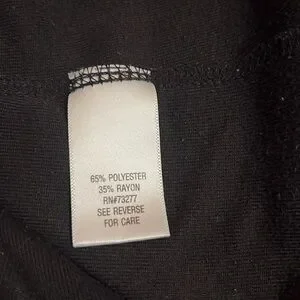 65% POLYESTER
35% RAYON
RN#73277
SEE REVERSE
FOR CARE